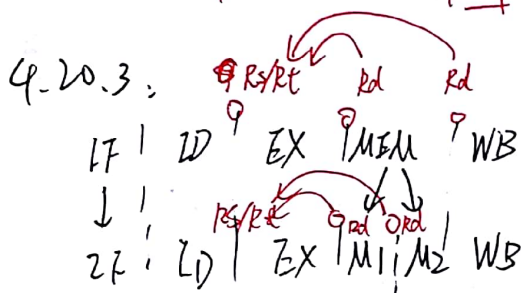 4.20.3.
Rs/Rt Rd Rd
IF ID EX MEM WB
Rs/Rt Rd Rd
IF ID EX M1 M2 WB